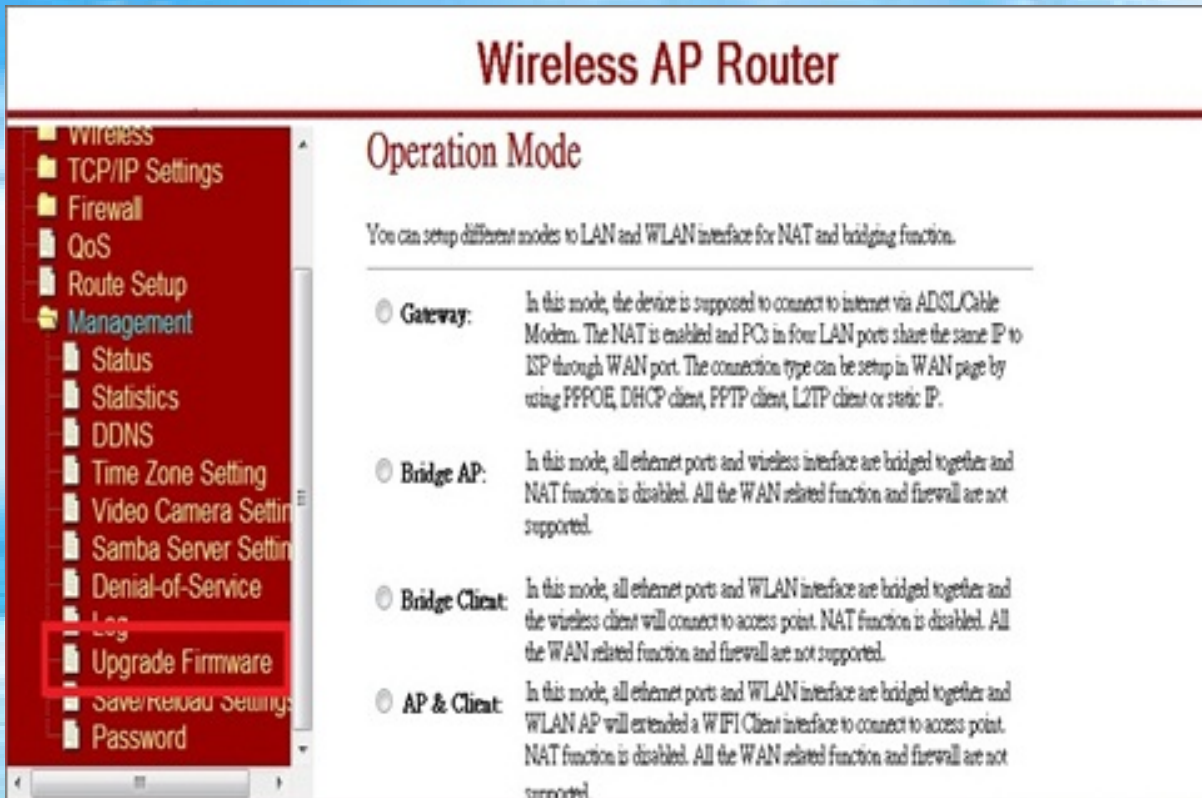 Wireless AP Router
Wireless
TCP/IP Settings
Firewall
QoS
Route Setup
Management
Status
Statistics
DDNS
Time Zone Setting
Video Camera Settin
Samba Server Settin
Denial-of-Service
Log
Upgrade Firmware
Save/Reload Settings
Password
Operation Mode
You can setup different modes to LAN and WLAN interface for NAT and bridging function.
Gateway:
In this mode, the device is supposed to connect to internet via ADSL/Cable
Modem. The NAT is enabled and PCs in four LAN ports share the same IP to
ISP through WAN port. The connection type can be setup in WAN page by
using PPPOE, DHCP client, PPTP client, L2TP client or static IP.
Bridge AP:
In this mode, all ethernet ports and wireless interface are bridged together and
NAT function is disabled. All the WAN related function and firewall are not
supported.
Bridge Client:
In this mode, all ethernet ports and WLAN interface are bridged together and
the wireless client will connect to access point. NAT function is disabled. All
the WAN related function and firewall are not supported.
AP & Client:
In this mode, all ethernet ports and WLAN interface are bridged together and
WLAN AP will extended a WIFI Client interface to connect to access point.
NAT function is disabled. All the WAN related function and firewall are not
supported.